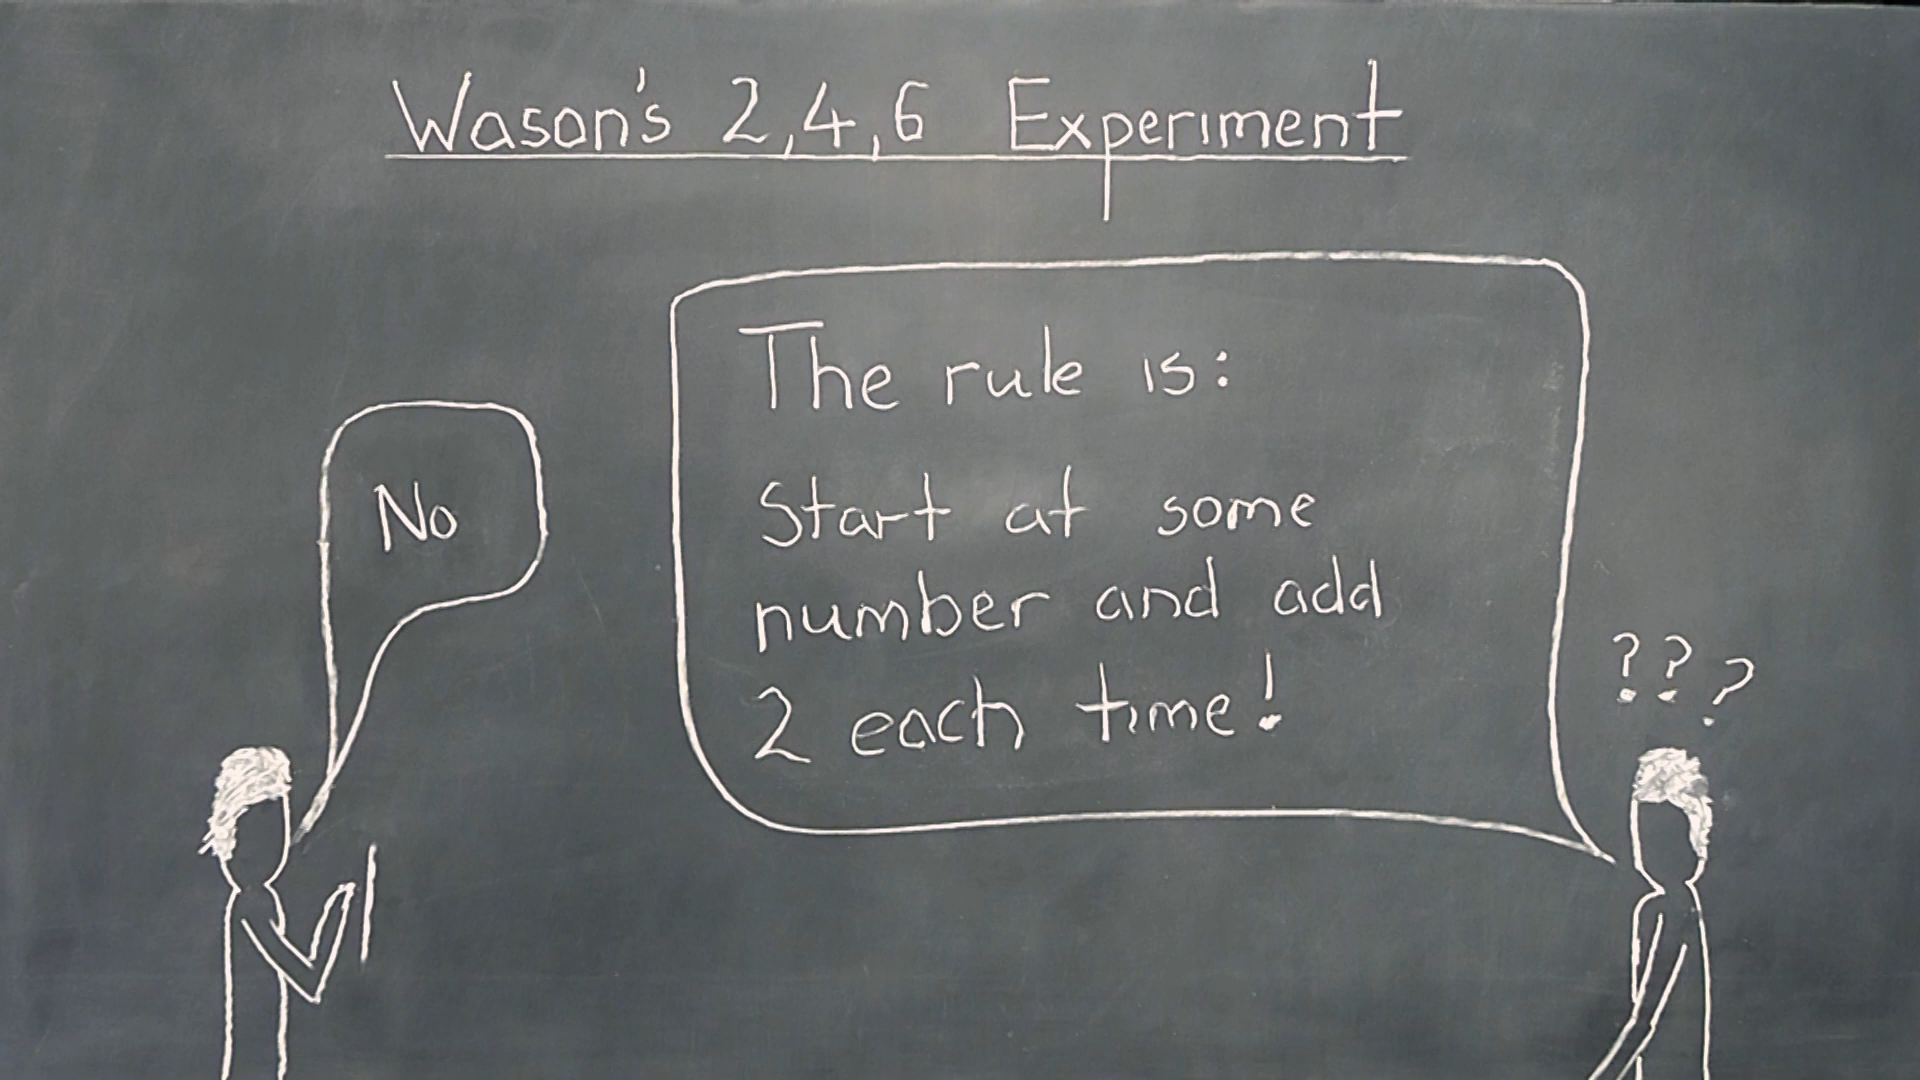 Wason's 2,4,6 Experiment
No
The rule is:
Start at some
number and add
2 each time!
???